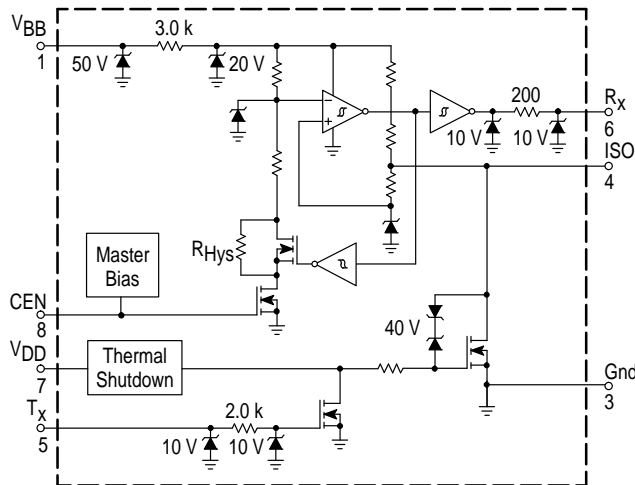 VBB
1
3.0 k
50 V
20 V
200
Rx
6
10 V
10 V
ISO
4
RHys
Master
Bias
CEN
8
40 V
VDD
7
Thermal
Shutdown
Gnd
3
Tx
5
2.0 k
10 V
10 V